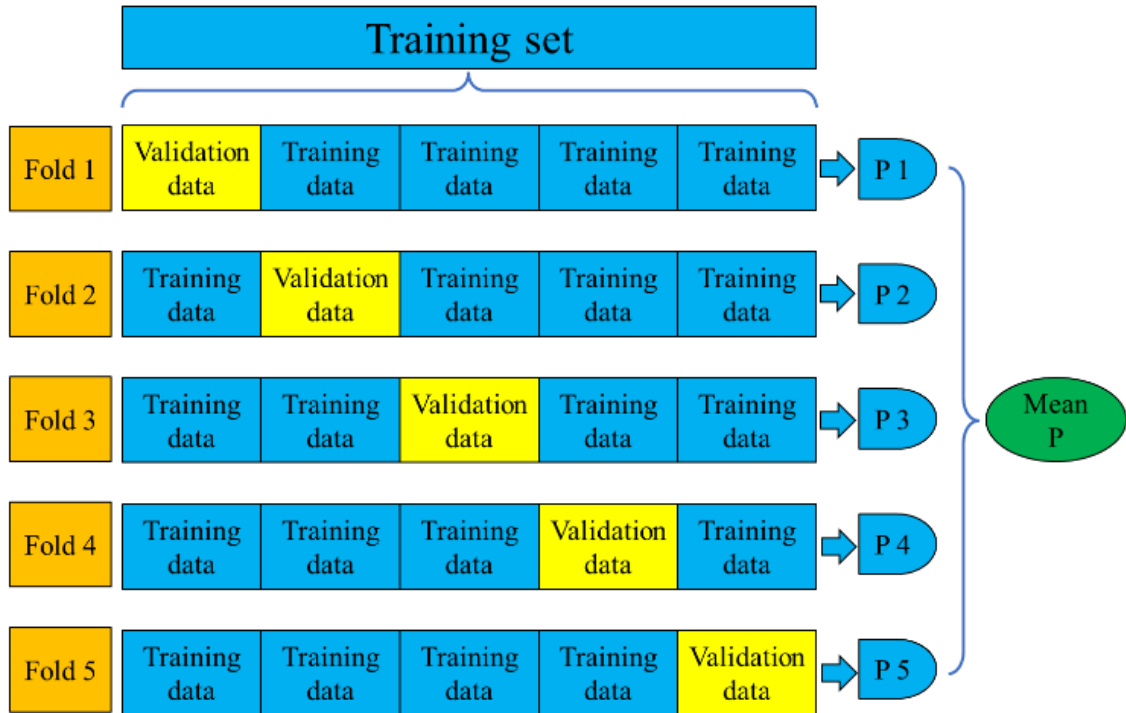 Training set
Fold 1
Validation
data
Training
data
Training
data
Training
data
Training
data
P 1
Fold 2
Training
data
Validation
data
Training
data
Training
data
Training
data
P 2
Fold 3
Training
data
Training
data
Validation
data
Training
data
Training
data
P 3
Mean
P
Fold 4
Training
data
Training
data
Training
data
Validation
data
Training
data
P 4
Fold 5
Training
data
Training
data
Training
data
Training
data
Validation
data
P 5